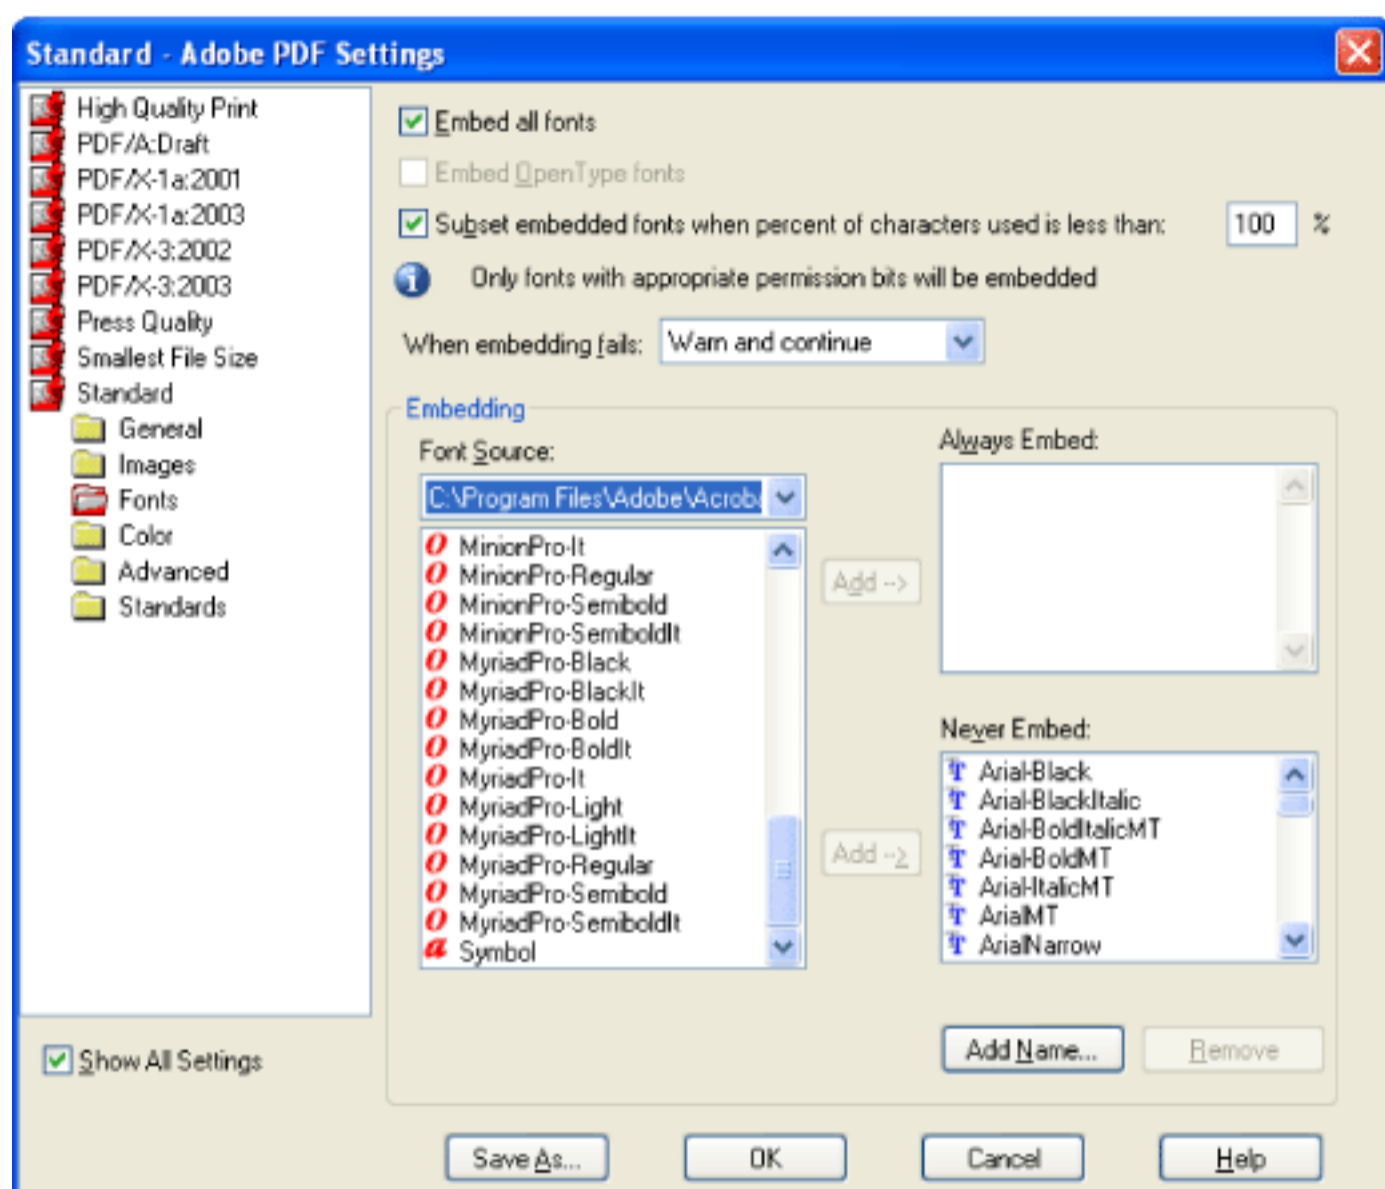 Standard - Adobe PDF Settings
High Quality Print
PDF/A:Draft
PDF/X-1a:2001
PDF/X-1a:2003
PDF/X-3:2002
PDF/X-3:2003
Press Quality
Smallest File Size
Standard
General
Images
Fonts
Color
Advanced
Standards
Show All Settings
Embed all fonts
Embed OpenType fonts
Subset embedded fonts when percent of characters used is less than: 100 %
Only fonts with appropriate permission bits will be embedded
When embedding fails: Warn and continue
Embedding
Font Source:
C:\Program Files\Adobe\Acroba
MinionPro-It
MinionPro-Regular
MinionPro-Semibold
MinionPro-SemiboldIt
MyriadPro-Black
MyriadPro-BlackIt
MyriadPro-Bold
MyriadPro-BoldIt
MyriadPro-It
MyriadPro-Light
MyriadPro-LightIt
MyriadPro-Regular
MyriadPro-Semibold
MyriadPro-SemiboldIt
Symbol
Add -->
Add -->
Always Embed:
Never Embed:
Arial-Black
Arial-BlackItalic
Arial-BoldItalicMT
Arial-BoldMT
Arial-ItalicMT
ArialMT
ArialNarrow
Add Name... Remove
Save As... OK Cancel Help